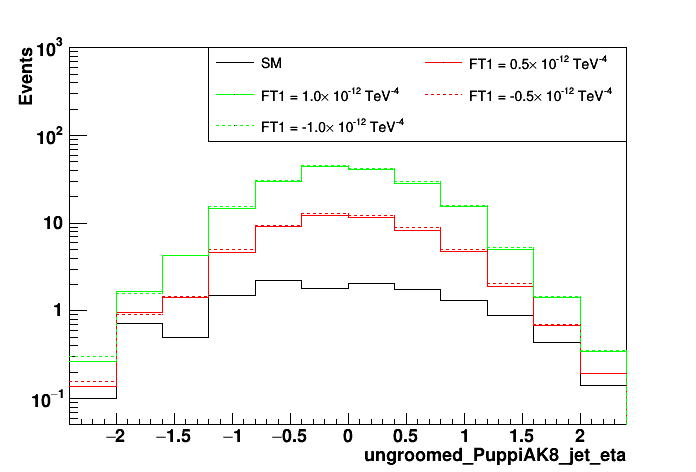 Events
10³
10²
10
1
10⁻¹
SM
FT1 = 0.5× 10⁻¹² TeV⁻⁴
FT1 = 1.0× 10⁻¹² TeV⁻⁴
FT1 = -0.5× 10⁻¹² TeV⁻⁴
FT1 = -1.0× 10⁻¹² TeV⁻⁴
−2 −1.5 −1 −0.5 0 0.5 1 1.5 2
ungroomed_PuppiAK8_jet_eta